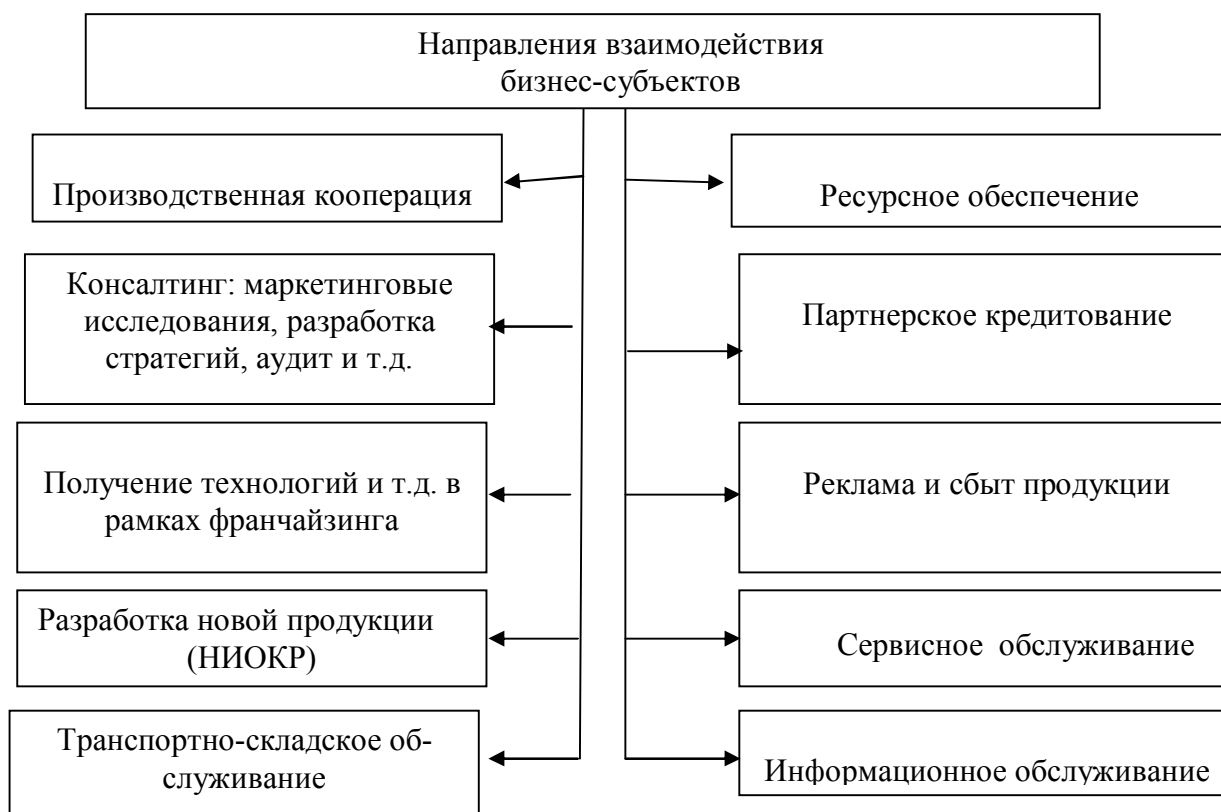 Направления взаимодействия
бизнес-субъектов
Производственная кооперация
Ресурсное обеспечение
Консалтинг: маркетинговые
исследования, разработка
стратегий, аудит и т.д.
Партнерское кредитование
Получение технологий и т.д. в
рамках франчайзинга
Реклама и сбыт продукции
Разработка новой продукции
(НИОКР)
Сервисное обслуживание
Транспортно-складское об-
служивание
Информационное обслуживание